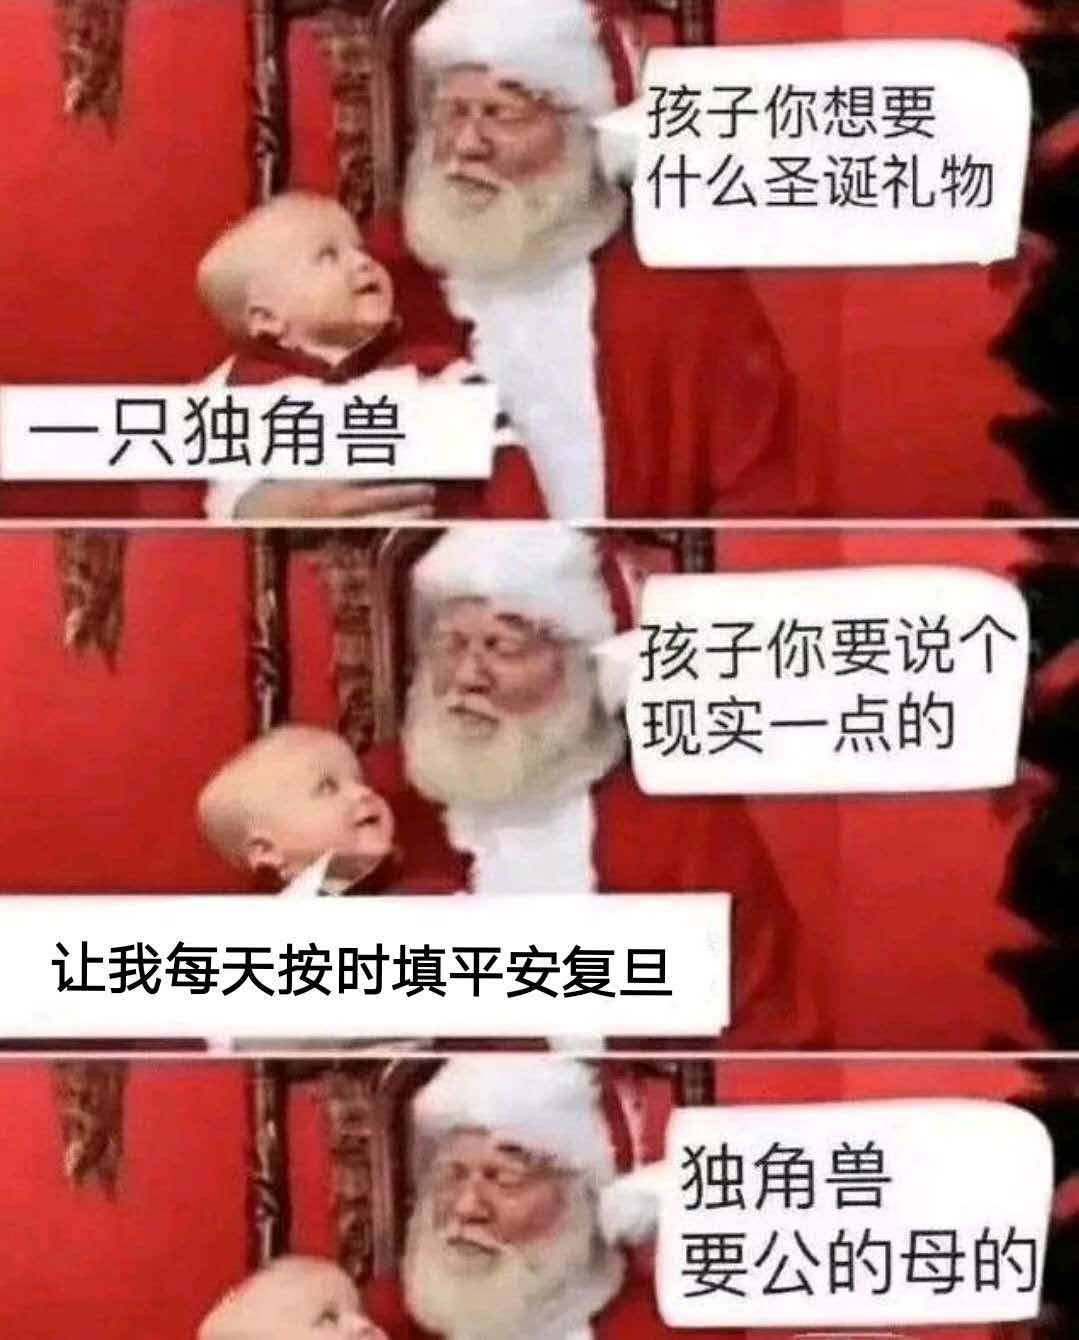 孩子你想要
什么圣诞礼物
一只独角兽
孩子你要说个
现实一点的
让我每天按时填平安复旦
独角兽
要公的母的